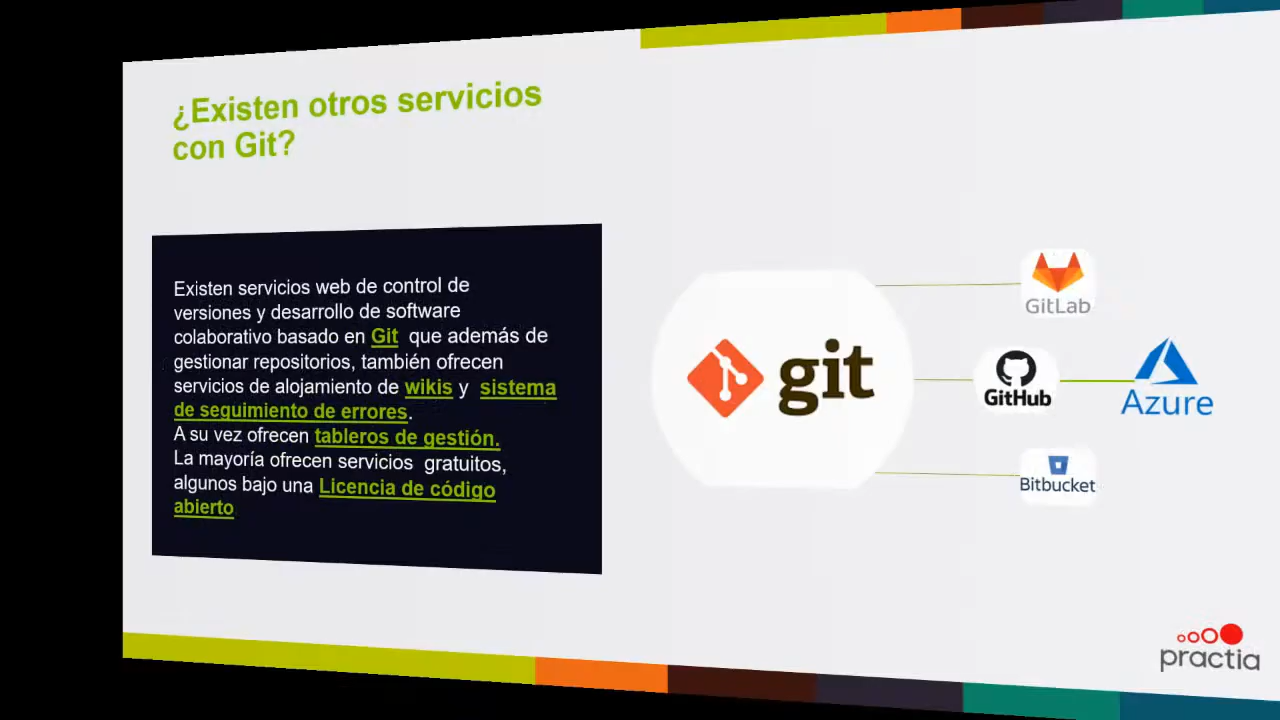 ¿Existen otros servicios
con Git?
Existen servicios web de control de
versiones y desarrollo de software
colaborativo basado en Git que además de
gestionar repositorios, también ofrecen
servicios de alojamiento de wikis y sistema
de seguimiento de errores.
A su vez ofrecen tableros de gestión.
La mayoría ofrecen servicios gratuitos,
algunos bajo una Licencia de código
abierto
git
GitLab
GitHub
Azure
Bitbucket
practia